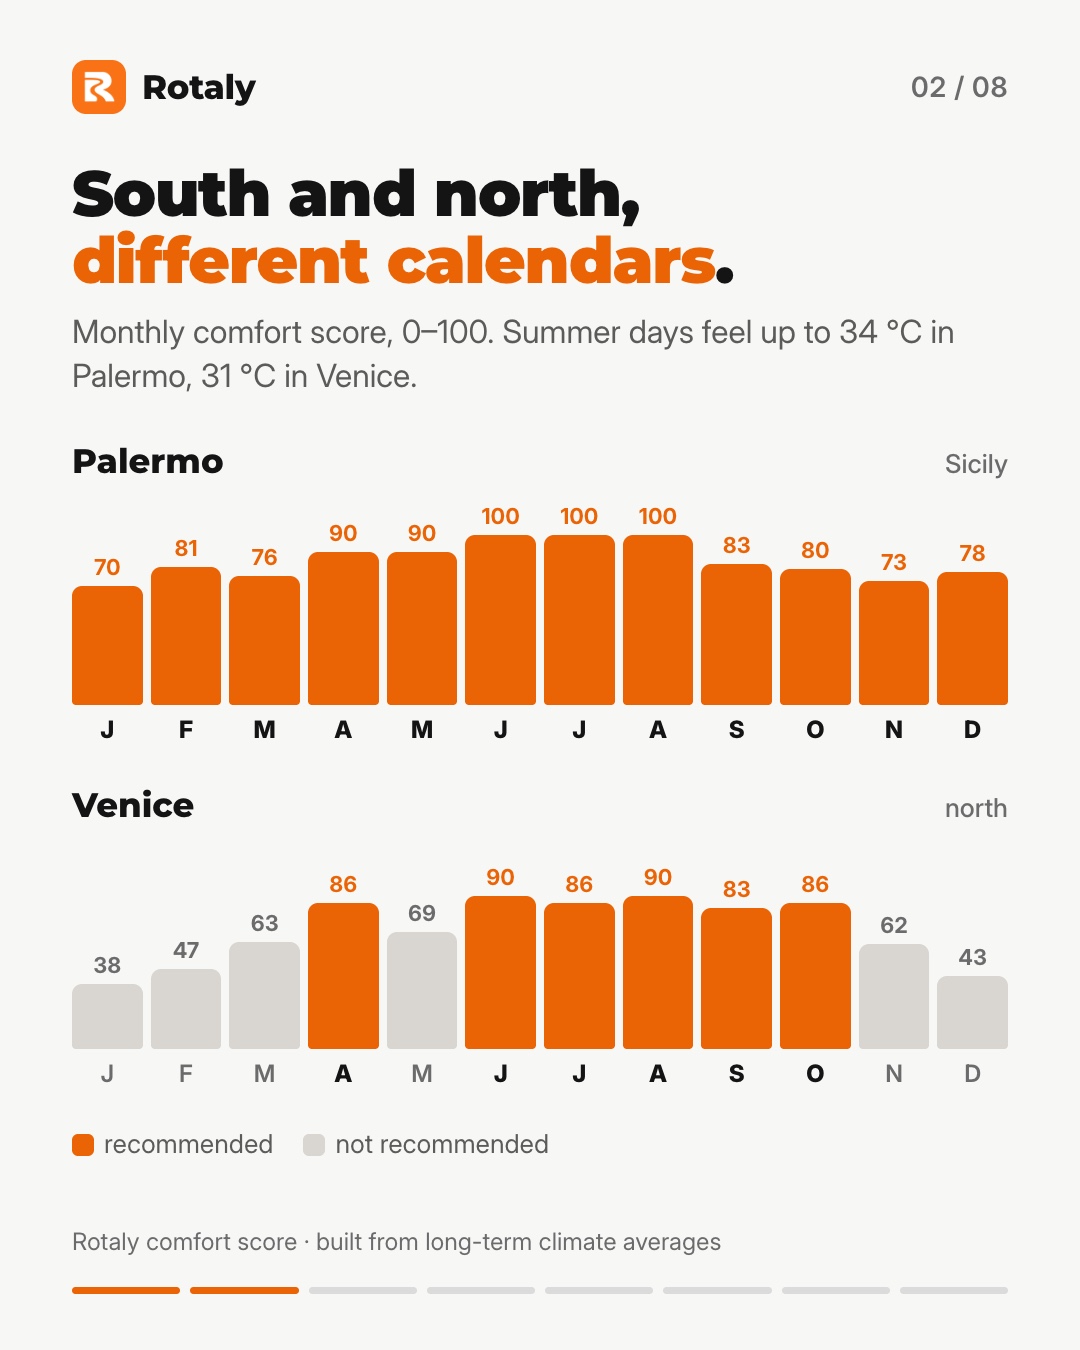 Rotaly
02 / 08
South and north,
different calendars.
Monthly comfort score, 0–100. Summer days feel up to 34 °C in
Palermo, 31 °C in Venice.
Palermo
Sicily
70 81 76 90 90 100 100 100 83 80 73 78
J F M A M J J A S O N D
Venice
north
38 47 63 86 69 90 86 90 83 86 62 43
J F M A M J J A S O N D
recommended not recommended
Rotaly comfort score · built from long-term climate averages